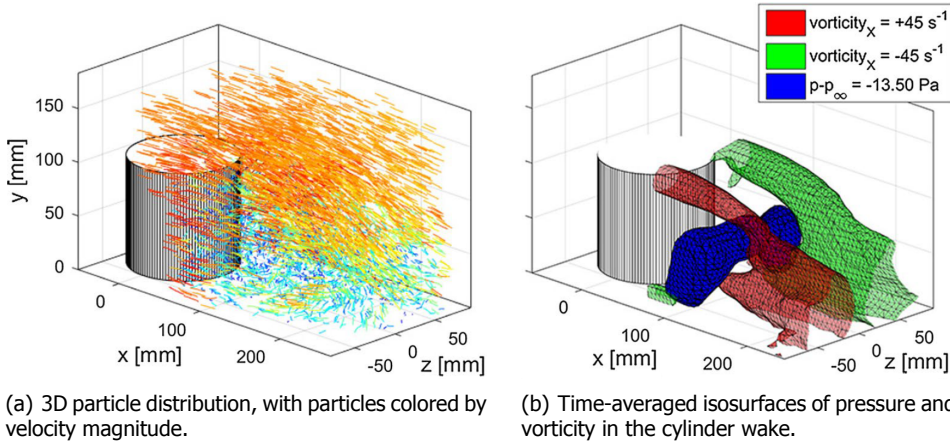 150
100
50
0
y [mm]
0
100
200
x [mm]
-50
0
50
z [mm]
vorticity_X = +45 s^-1
vorticity_X = -45 s^-1
p-p_∞ = -13.50 Pa
0
100
200
x [mm]
-50
0
50
z [mm]
(a) 3D particle distribution, with particles colored by
velocity magnitude.
(b) Time-averaged isosurfaces of pressure and
vorticity in the cylinder wake.